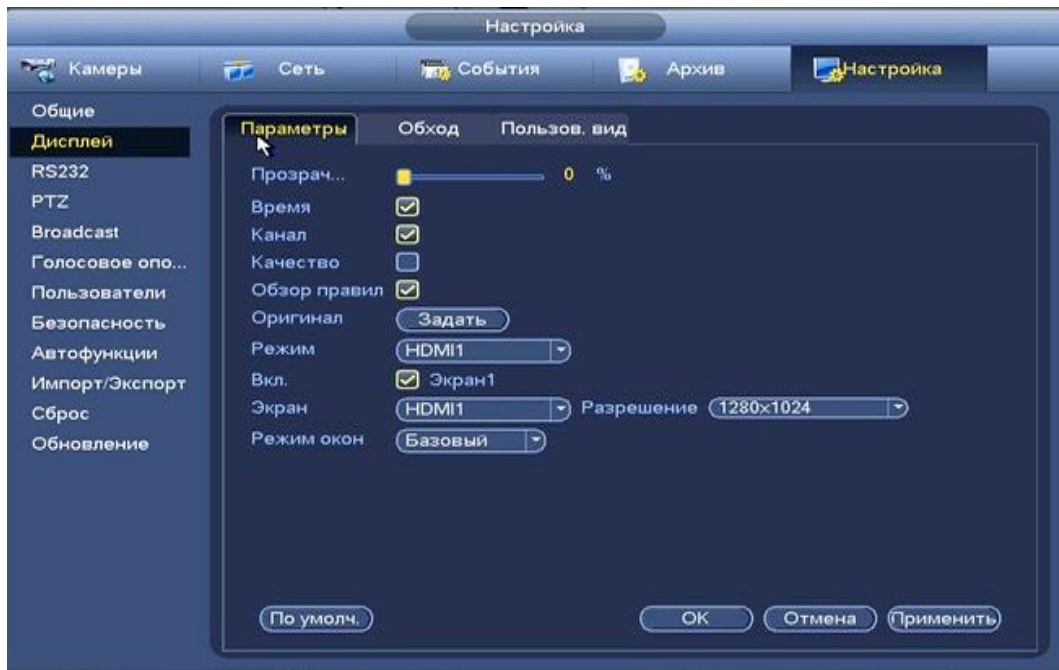 Настройка
Камеры Сеть События Архив Настройка
Общие
Дисплей
RS232
PTZ
Broadcast
Голосовое опо...
Пользователи
Безопасность
Автофункции
Импорт/Экспорт
Сброс
Обновление
Параметры Обход Пользов. вид
Прозрач... 0 %
Время
Канал
Качество
Обзор правил
Оригинал Задать
Режим HDMI1
Вкл. Экран1
Экран HDMI1 Разрешение 1280×1024
Режим окон Базовый
По умолч. OK Отмена Применить